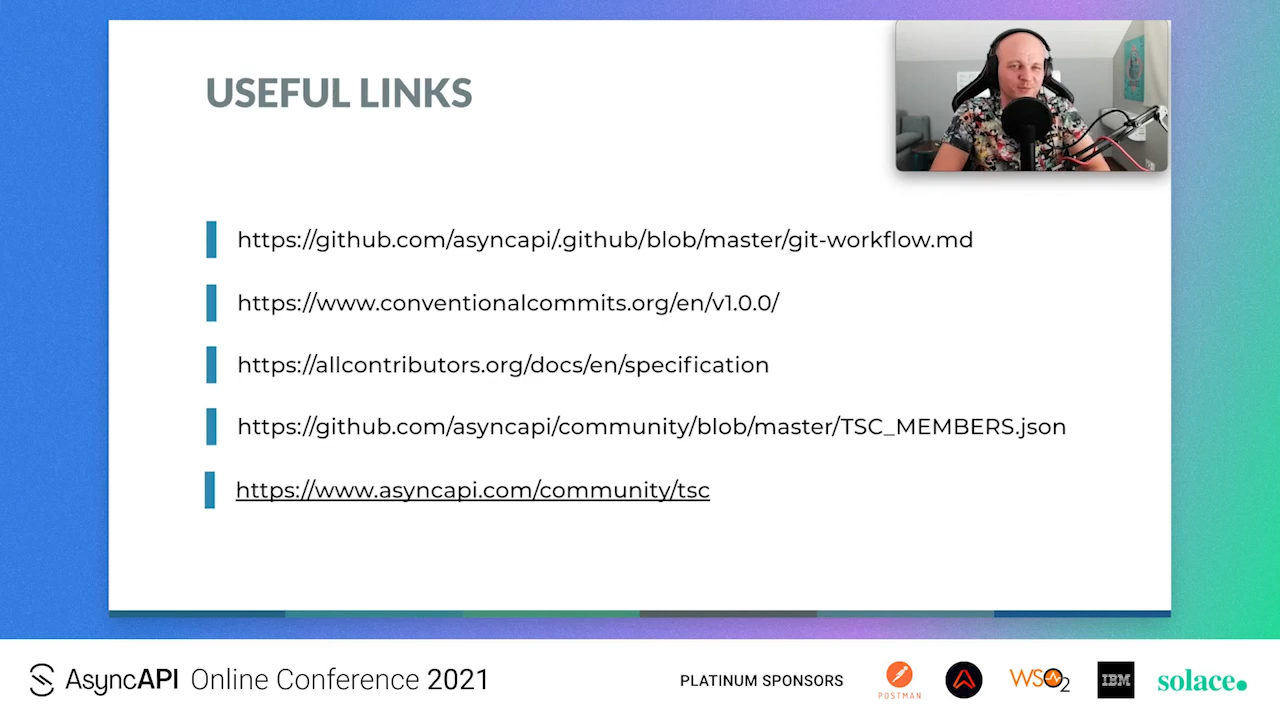 USEFUL LINKS
https://github.com/asyncapi/.github/blob/master/git-workflow.md
https://www.conventionalcommits.org/en/v1.0.0/
https://allcontributors.org/docs/en/specification
https://github.com/asyncapi/community/blob/master/TSC_MEMBERS.json
https://www.asyncapi.com/community/tsc
AsyncAPI Online Conference 2021
PLATINUM SPONSORS
POSTMAN
WSO2
IBM
solace.